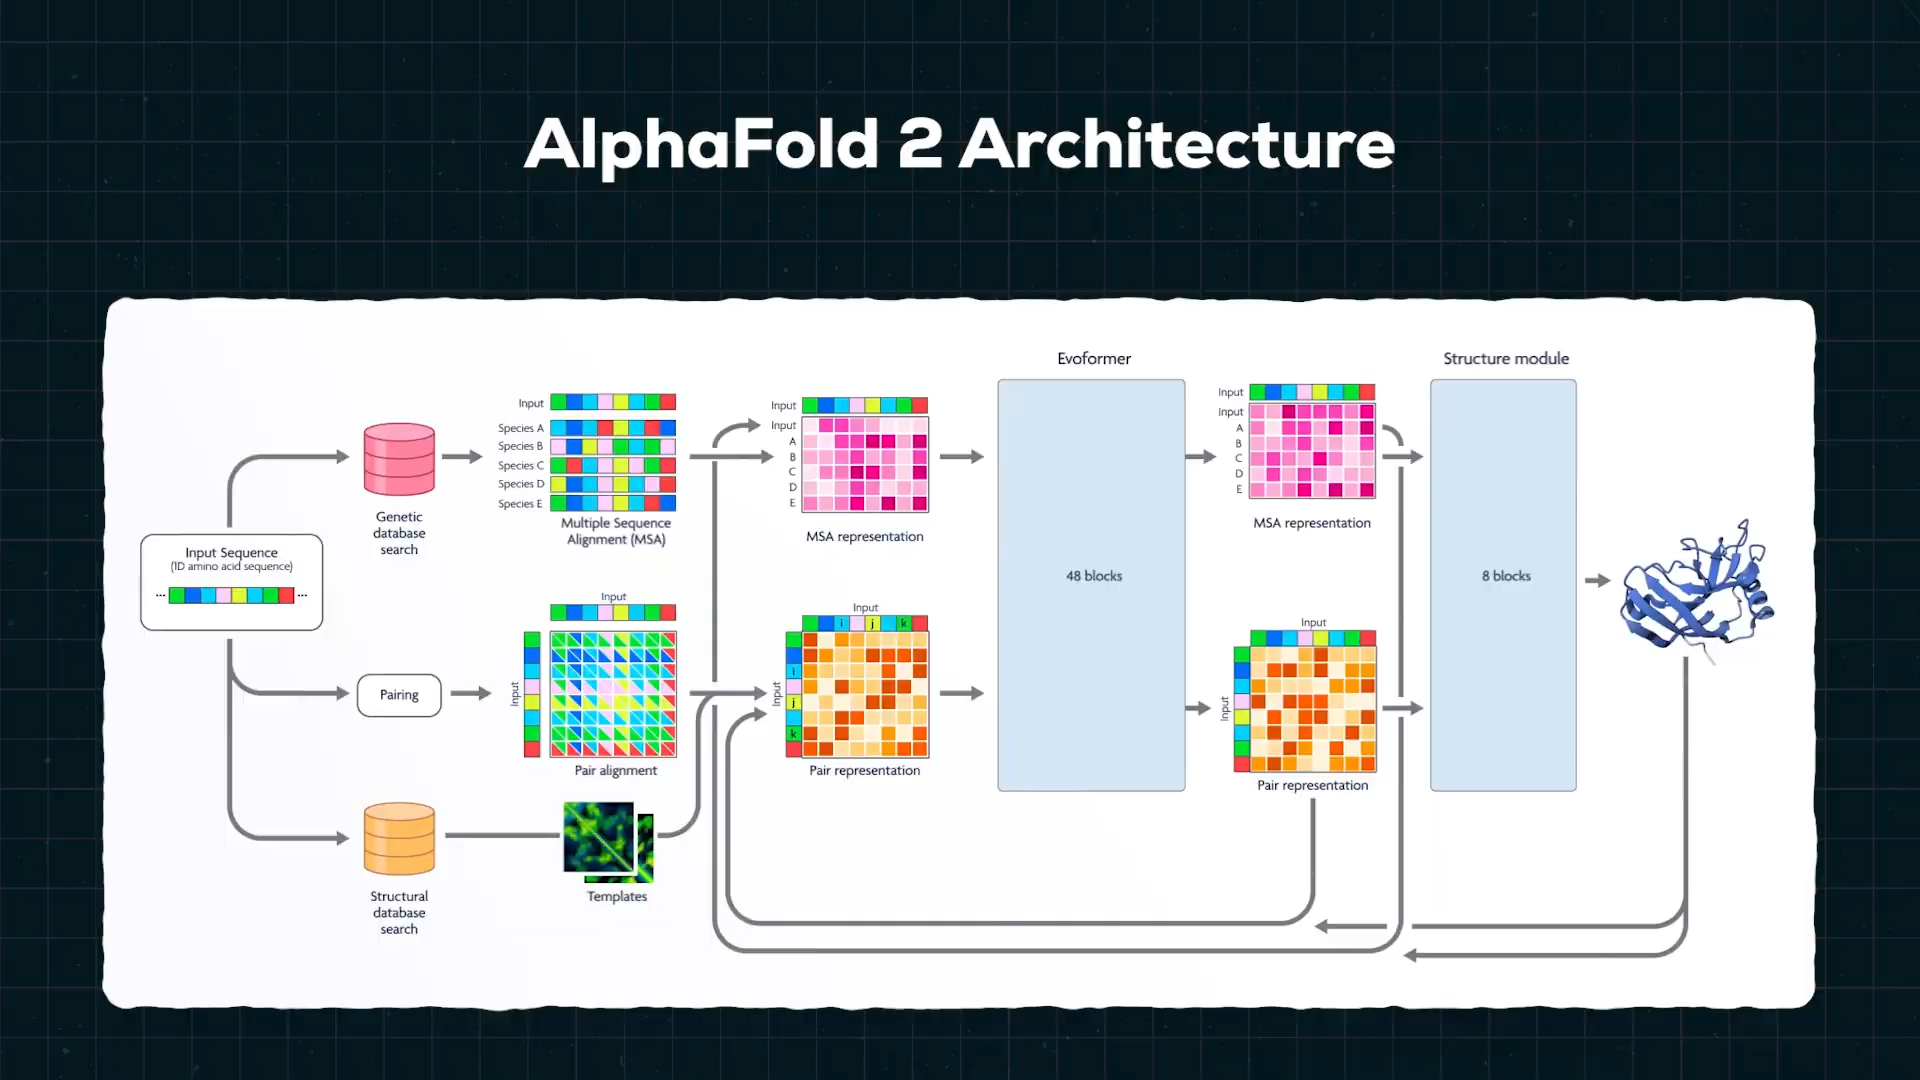 AlphaFold 2 Architecture
Input Sequence
(1D amino acid sequence)
...
...
Genetic
database
search
Pairing
Structural
database
search
Input
Species A
Species B
Species C
Species D
Species E
Multiple Sequence
Alignment (MSA)
Input
Input
Pair alignment
Templates
Input
Input
A
B
C
D
E
MSA representation
Input
i
j
k
Input
i
j
k
Pair representation
Evoformer
48 blocks
Input
Input
A
B
C
D
E
MSA representation
Input
Input
Pair representation
Structure module
8 blocks